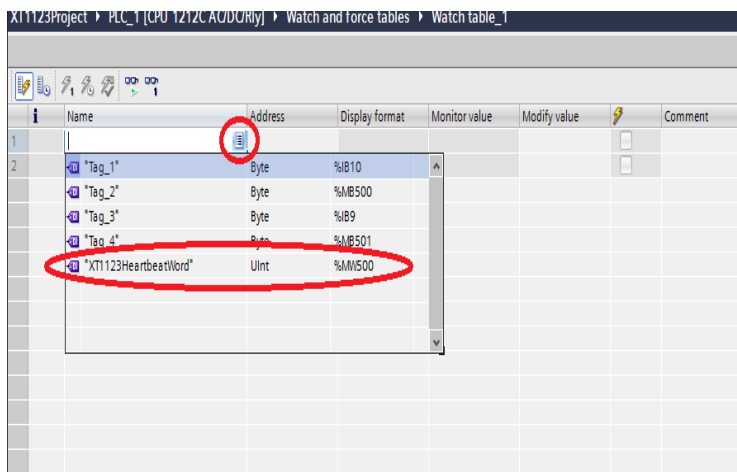 XT1123Project ▸ PLC_1 [CPU 1212C AC/DC/Rly] ▸ Watch and force tables ▸ Watch table_1
i Name Address Display format Monitor value Modify value Comment
1
2 "Tag_1" Byte %IB10
"Tag_2" Byte %MB500
"Tag_3" Byte %IB9
"Tag_4" Byte %MB501
"XT1123HeartbeatWord" UInt %MW500